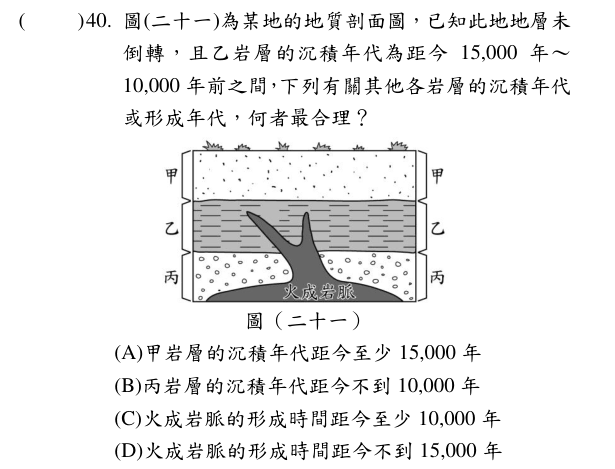 (　　)40. 圖(二十一)為某地的地質剖面圖，已知此地地層未
倒轉，且乙岩層的沉積年代為距今 15,000 年～
10,000 年前之間，下列有關其他各岩層的沉積年代
或形成年代，何者最合理？
甲
甲
乙
乙
丙
丙
火成岩脈
圖（二十一）
(A)甲岩層的沉積年代距今至少 15,000 年
(B)丙岩層的沉積年代距今不到 10,000 年
(C)火成岩脈的形成時間距今至少 10,000 年
(D)火成岩脈的形成時間距今不到 15,000 年